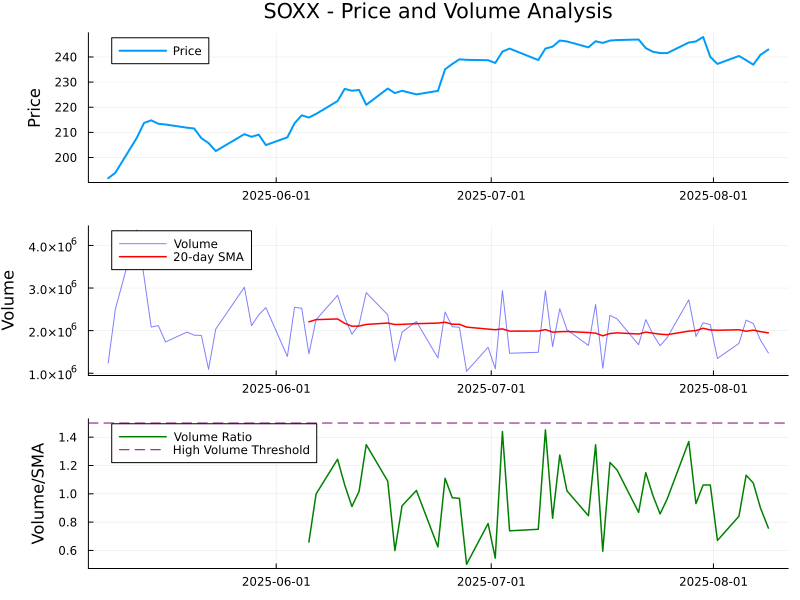 SOXX - Price and Volume Analysis
Price
240
230
220
210
200
Price
2025-06-01
2025-07-01
2025-08-01
Volume
4.0×10⁶
3.0×10⁶
2.0×10⁶
1.0×10⁶
Volume
20-day SMA
2025-06-01
2025-07-01
2025-08-01
Volume/SMA
1.4
1.2
1.0
0.8
0.6
Volume Ratio
High Volume Threshold
2025-06-01
2025-07-01
2025-08-01